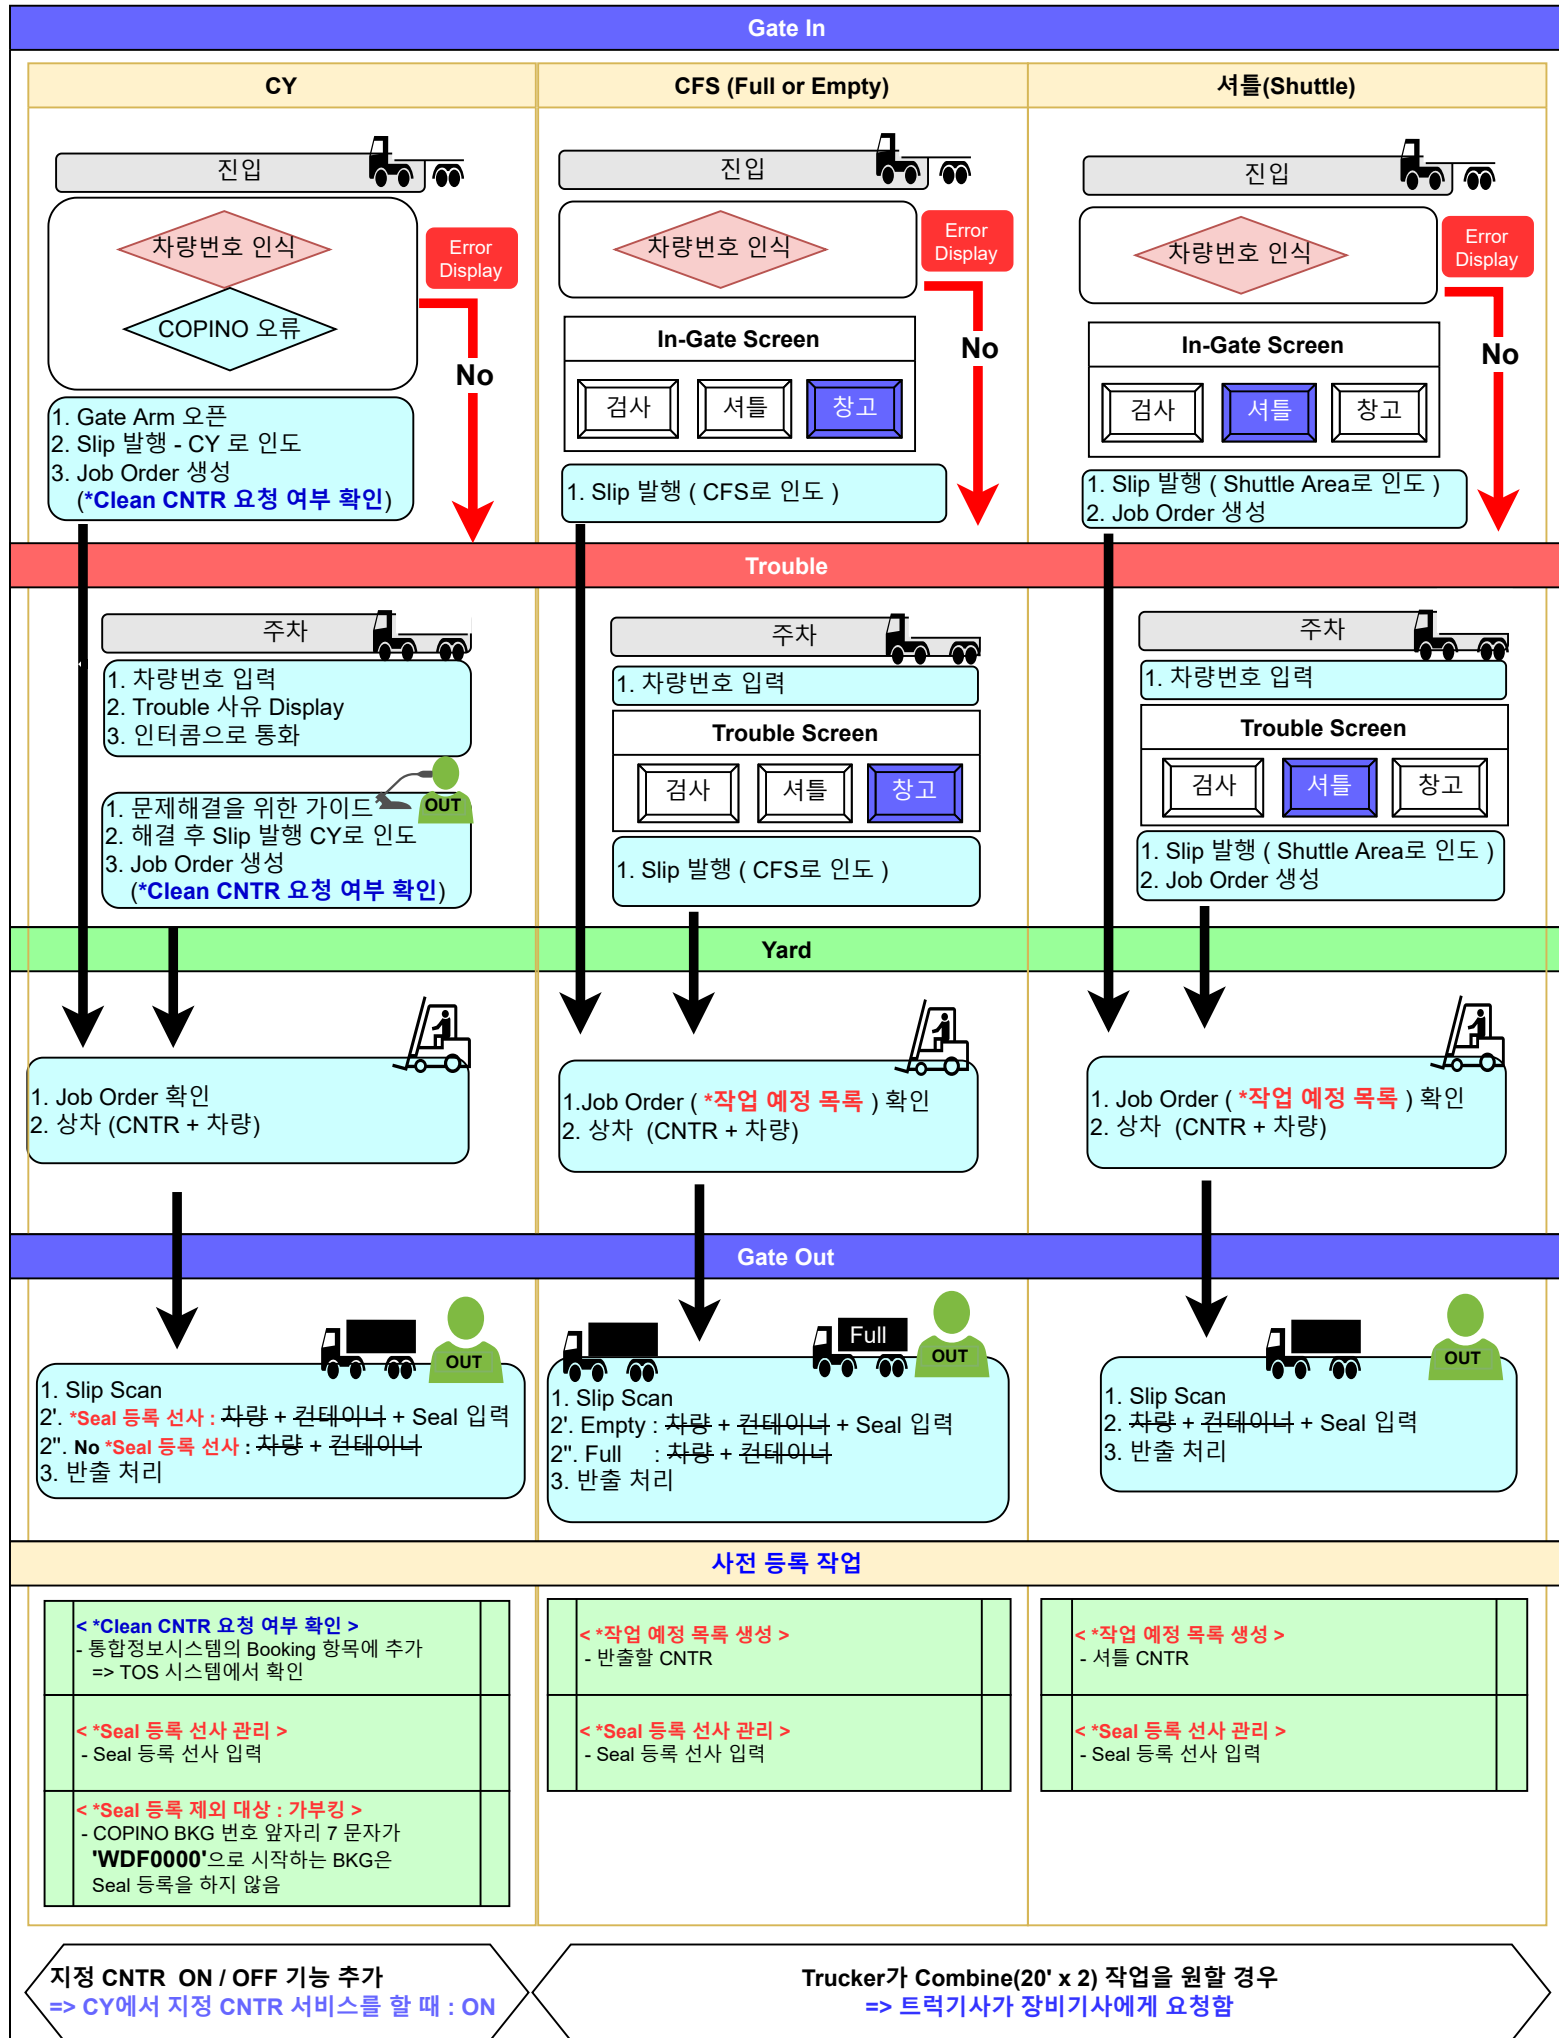 Gate In
CY
CFS (Full or Empty)
셔틀(Shuttle)
진입
차량번호 인식
COPINO 오류
Error
Display
No
1. Gate Arm 오픈
2. Slip 발행 - CY 로 인도
3. Job Order 생성
(*Clean CNTR 요청 여부 확인)
진입
차량번호 인식
Error
Display
No
In-Gate Screen
검사
셔틀
창고
1. Slip 발행 ( CFS로 인도 )
진입
차량번호 인식
Error
Display
No
In-Gate Screen
검사
셔틀
창고
1. Slip 발행 ( Shuttle Area로 인도 )
2. Job Order 생성
Trouble
주차
1. 차량번호 입력
2. Trouble 사유 Display
3. 인터콤으로 통화
OUT
1. 문제해결을 위한 가이드
2. 해결 후 Slip 발행 CY로 인도
3. Job Order 생성
(*Clean CNTR 요청 여부 확인)
주차
1. 차량번호 입력
Trouble Screen
검사
셔틀
창고
1. Slip 발행 ( CFS로 인도 )
주차
1. 차량번호 입력
Trouble Screen
검사
셔틀
창고
1. Slip 발행 ( Shuttle Area로 인도 )
2. Job Order 생성
Yard
1. Job Order 확인
2. 상차 (CNTR + 차량)
1.Job Order ( *작업 예정 목록 ) 확인
2. 상차 (CNTR + 차량)
1. Job Order ( *작업 예정 목록 ) 확인
2. 상차 (CNTR + 차량)
Gate Out
OUT
1. Slip Scan
2'. *Seal 등록 선사 : 차량 + 컨테이너 + Seal 입력
2". No *Seal 등록 선사 : 차량 + 컨테이너
3. 반출 처리
Full
OUT
1. Slip Scan
2'. Empty : 차량 + 컨테이너 + Seal 입력
2". Full : 차량 + 컨테이너
3. 반출 처리
OUT
1. Slip Scan
2. 차량 + 컨테이너 + Seal 입력
3. 반출 처리
사전 등록 작업
< *Clean CNTR 요청 여부 확인 >
- 통합정보시스템의 Booking 항목에 추가
=> TOS 시스템에서 확인
< *Seal 등록 선사 관리 >
- Seal 등록 선사 입력
< *Seal 등록 제외 대상 : 가부킹 >
- COPINO BKG 번호 앞자리 7 문자가
'WDF0000'으로 시작하는 BKG은
Seal 등록을 하지 않음
< *작업 예정 목록 생성 >
- 반출할 CNTR
< *Seal 등록 선사 관리 >
- Seal 등록 선사 입력
< *작업 예정 목록 생성 >
- 셔틀 CNTR
< *Seal 등록 선사 관리 >
- Seal 등록 선사 입력
지정 CNTR ON / OFF 기능 추가
=> CY에서 지정 CNTR 서비스를 할 때 : ON
Trucker가 Combine(20' x 2) 작업을 원할 경우
=> 트럭기사가 장비기사에게 요청함